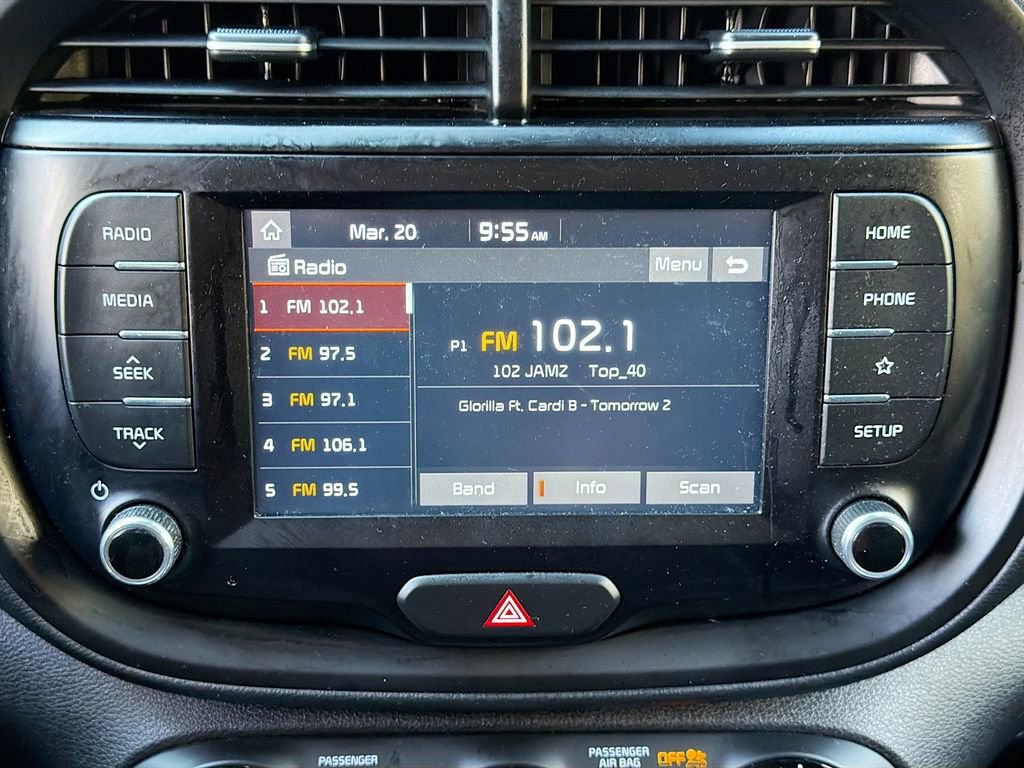 RADIO
MEDIA
SEEK
TRACK
Mar. 20 9:55 AM
Radio Menu
1 FM 102.1
2 FM 97.5
3 FM 97.1
4 FM 106.1
5 FM 99.5
P1 FM 102.1
102 JAMZ Top_40
Glorilla Ft. Cardi B - Tomorrow 2
Band Info Scan
HOME
PHONE
SETUP
PASSENGER
PASSENGER
AIR BAG OFF